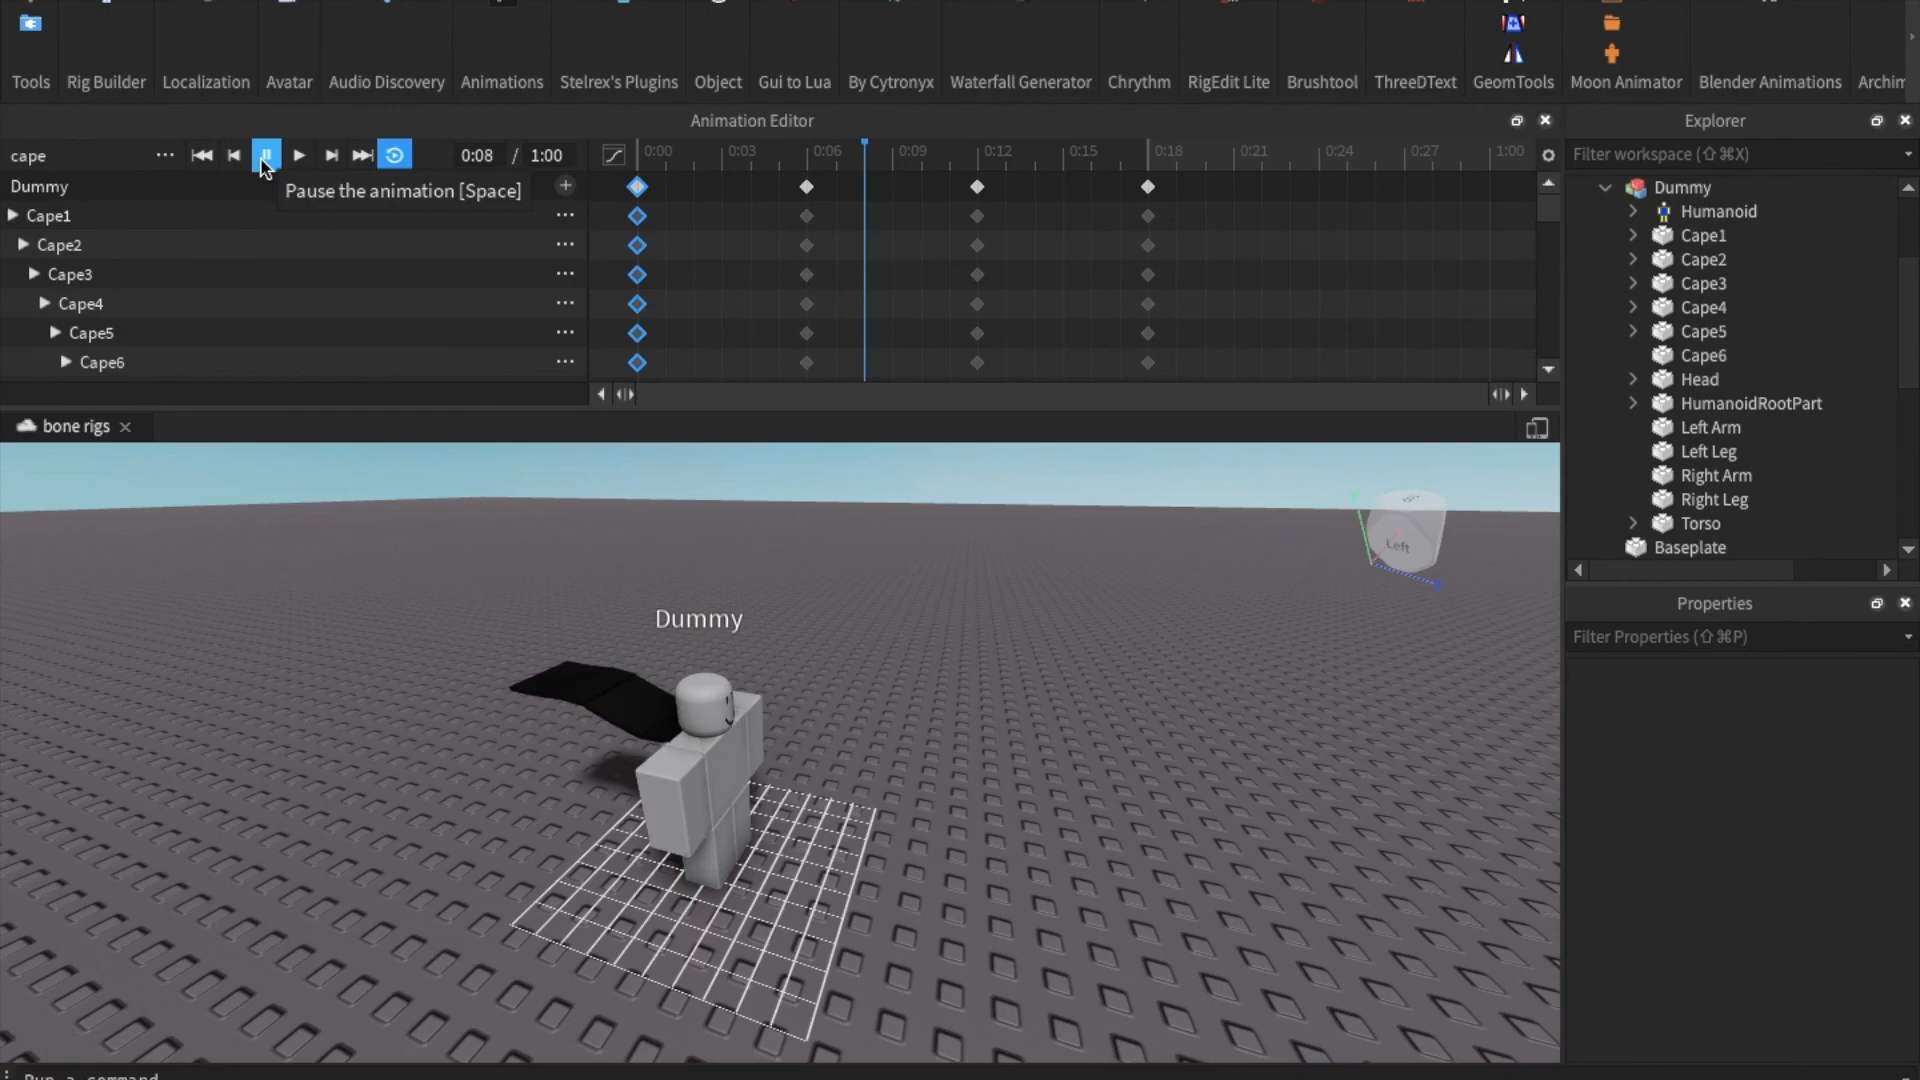 Tools Rig Builder Localization Avatar Audio Discovery Animations Stelrex's Plugins Object Gui to Lua By Cytronyx Waterfall Generator Chrythm RigEdit Lite Brushtool ThreeDText GeomTools Moon Animator Blender Animations Archim
Animation Editor
cape ... 0:08 / 1:00
0:00 0:03 0:06 0:09 0:12 0:15 0:18 0:21 0:24 0:27 1:00
Dummy
Pause the animation [Space]
Cape1
Cape2
Cape3
Cape4
Cape5
Cape6
bone rigs
Dummy
Left
Explorer
Filter workspace (⇧⌘X)
Dummy
Humanoid
Cape1
Cape2
Cape3
Cape4
Cape5
Cape6
Head
HumanoidRootPart
Left Arm
Left Leg
Right Arm
Right Leg
Torso
Baseplate
Properties
Filter Properties (⇧⌘P)
Run a command